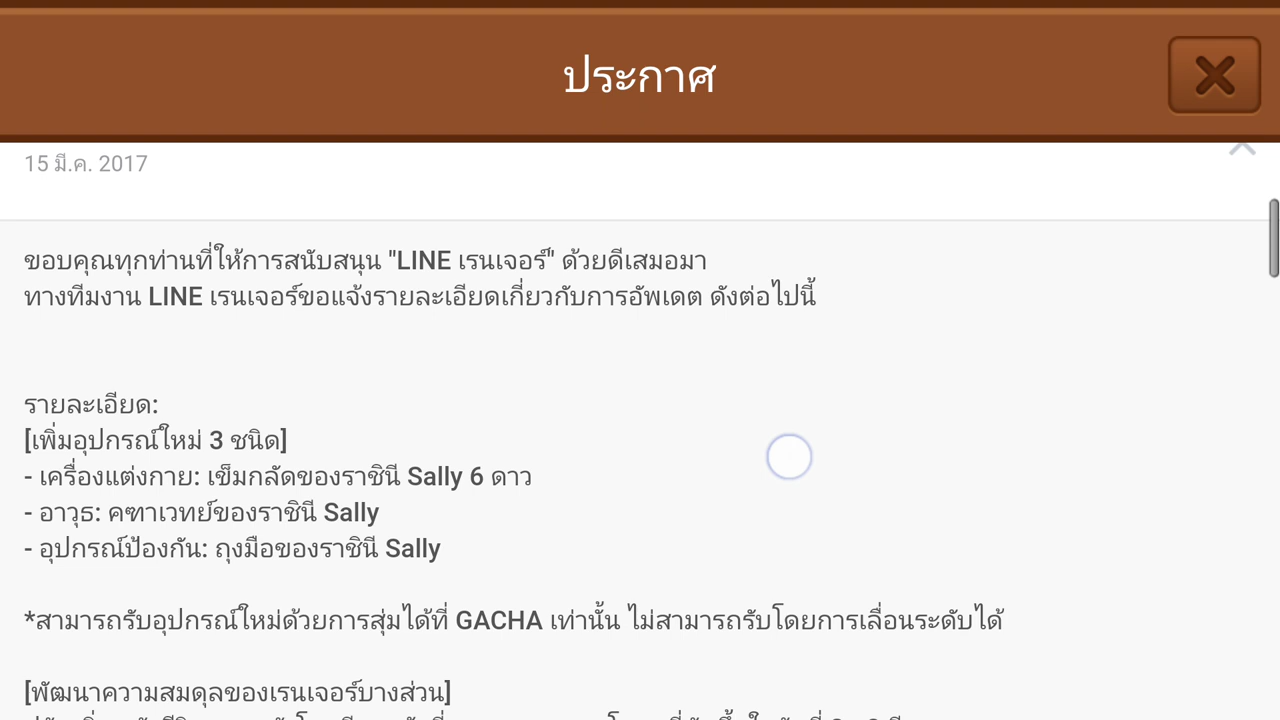 ประกาศ
15 มี.ค. 2017
ขอบคุณทุกท่านที่ให้การสนับสนุน "LINE เรนเจอร์" ด้วยดีเสมอมา
ทางทีมงาน LINE เรนเจอร์ขอแจ้งรายละเอียดเกี่ยวกับการอัพเดต ดังต่อไปนี้
รายละเอียด:
[เพิ่มอุปกรณ์ใหม่ 3 ชนิด]
- เครื่องแต่งกาย: เข็มกลัดของราชินี Sally 6 ดาว
- อาวุธ: คฑาเวทย์ของราชินี Sally
- อุปกรณ์ป้องกัน: ถุงมือของราชินี Sally
*สามารถรับอุปกรณ์ใหม่ด้วยการสุ่มได้ที่ GACHA เท่านั้น ไม่สามารถรับโดยการเลื่อนระดับได้
[พัฒนาความสมดุลของเรนเจอร์บางส่วน]